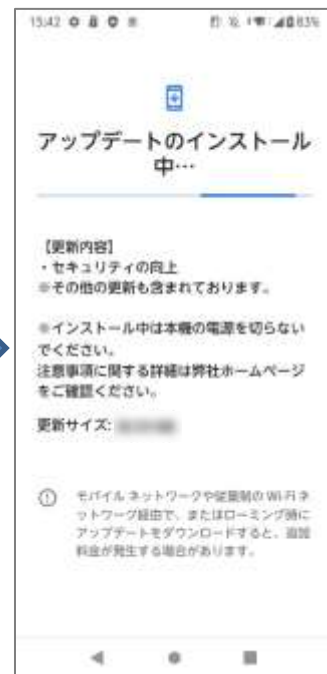 15:42
83%
アップデートのインストール
中…
【更新内容】
・セキュリティの向上
※その他の更新も含まれております。
※インストール中は本機の電源を切らない
でください。
注意事項に関する詳細は弊社ホームページ
をご確認ください。
更新サイズ:
モバイル ネットワークや従量制の Wi-Fi ネ
ットワーク経由で、またはローミング時に
アップデートをダウンロードすると、追加
料金が発生する場合があります。